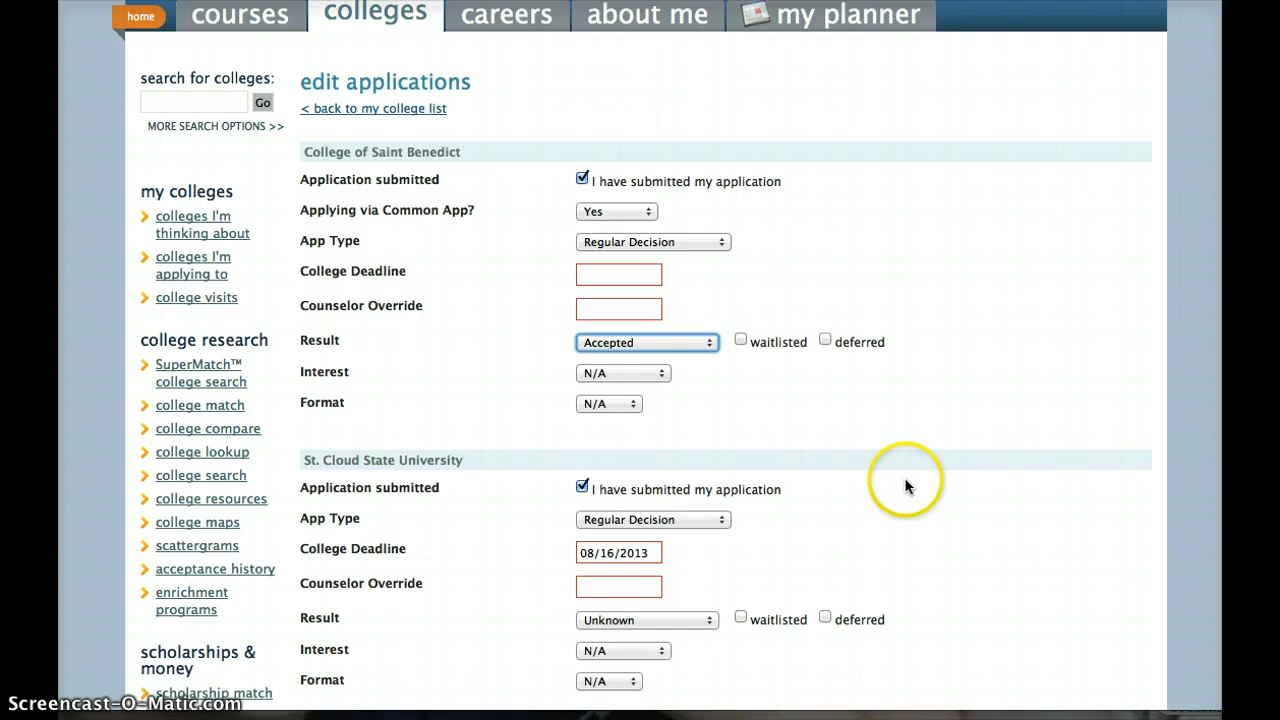 home
courses
colleges
careers
about me
my planner
search for colleges:
Go
MORE SEARCH OPTIONS >>
my colleges
colleges I'm
thinking about
colleges I'm
applying to
college visits
college research
SuperMatch™
college search
college match
college compare
college lookup
college search
college resources
college maps
scattergrams
acceptance history
enrichment
programs
scholarships &
money
scholarship match
edit applications
< back to my college list
College of Saint Benedict
Application submitted
I have submitted my application
Applying via Common App?
Yes
App Type
Regular Decision
College Deadline
Counselor Override
Result
Accepted
waitlisted
deferred
Interest
N/A
Format
N/A
St. Cloud State University
Application submitted
I have submitted my application
App Type
Regular Decision
College Deadline
08/16/2013
Counselor Override
Result
Unknown
waitlisted
deferred
Interest
N/A
Format
N/A
Screencast-O-Matic.com